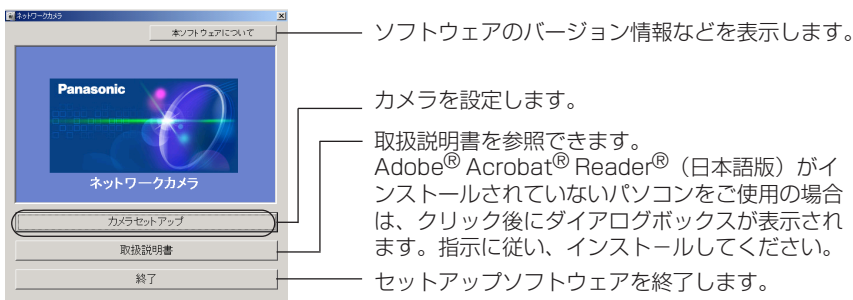 ネットワークカメラ
本ソフトウェアについて
ソフトウェアのバージョン情報などを表示します。
Panasonic
ネットワークカメラ
カメラを設定します。
カメラセットアップ
取扱説明書を参照できます。
Adobe® Acrobat® Reader®（日本語版）がイ
ンストールされていないパソコンをご使用の場合
は、クリック後にダイアログボックスが表示され
ます。指示に従い、インストールしてください。
取扱説明書
終了
セットアップソフトウェアを終了します。